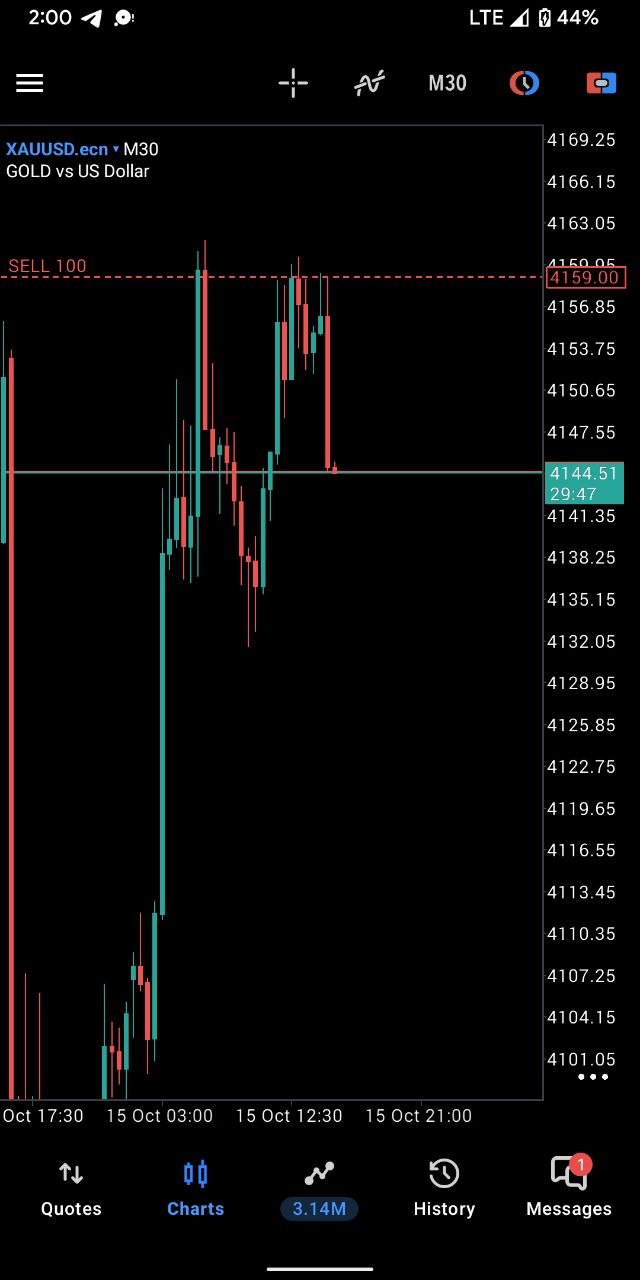 2:00
LTE
44%
M30
XAUUSD.ecn
M30
GOLD vs US Dollar
SELL 100
4169.25
4166.15
4163.05
4159.95
4159.00
4156.85
4153.75
4150.65
4147.55
4144.51
29:47
4141.35
4138.25
4135.15
4132.05
4128.95
4125.85
4122.75
4119.65
4116.55
4113.45
4110.35
4107.25
4104.15
4101.05
Oct 17:30
15 Oct 03:00
15 Oct 12:30
15 Oct 21:00
1
Quotes
Charts
3.14M
History
Messages